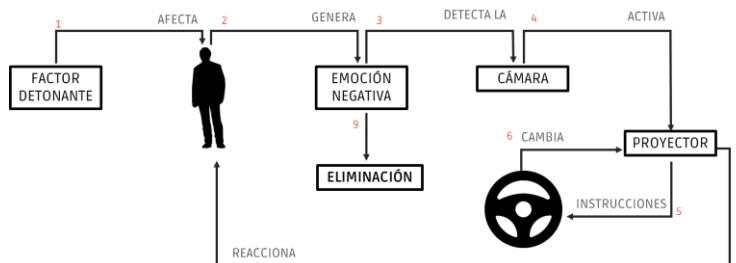 1
AFECTA
2
GENERA
3
DETECTA LA
4
ACTIVA
FACTOR
DETONANTE
EMOCIÓN
NEGATIVA
CÁMARA
9
ELIMINACIÓN
6 CAMBIA
PROYECTOR
INSTRUCCIONES
5
REACCIONA